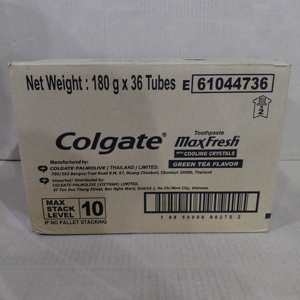 Net Weight : 180 g x 36 Tubes E 61044736
Colgate®
Toothpaste
MaxFresh
WITH COOLING CRYSTALS
GREEN TEA FLAVOR
Manufactured by:
COLGATE-PALMOLIVE (THAILAND) LIMITED.
Imported / Distributed by:
COLGATE-PALMOLIVE (VIETNAM) LIMITED.
MAX
STACK
LEVEL
10
IF NO PALLET STACKING